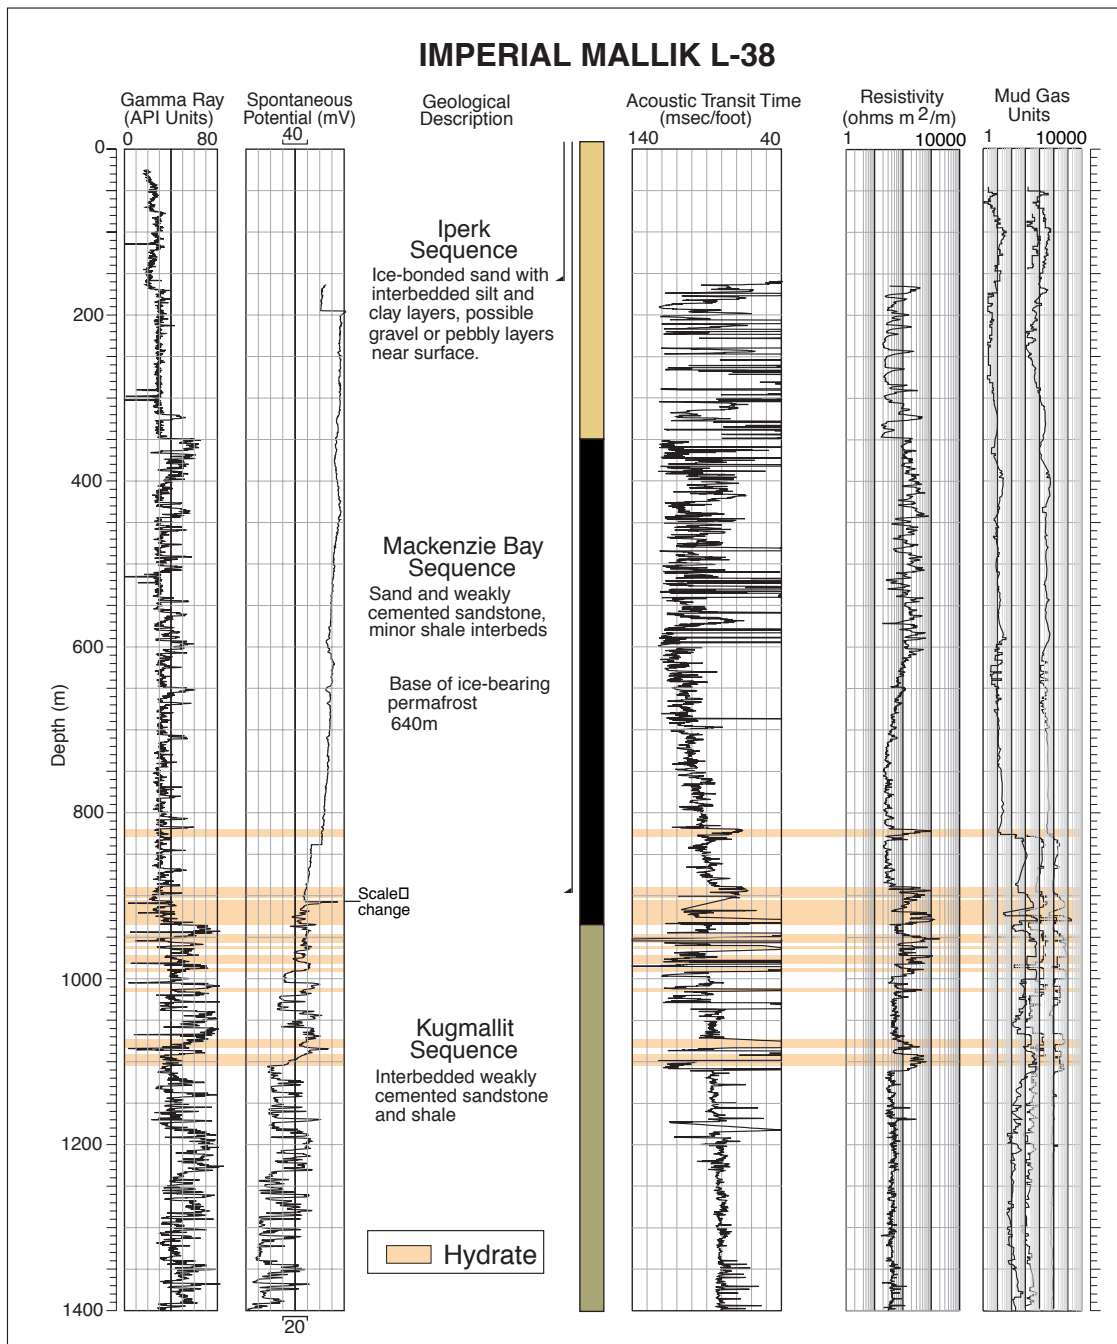 IMPERIAL MALLIK L-38
Gamma Ray
(API Units)
0 80
Spontaneous
Potential (mV)
40
Geological
Description
Acoustic Transit Time
(msec/foot)
140 40
Resistivity
(ohms m2/m)
1 10000
Mud Gas
Units
1 10000
Depth (m)
0
200
400
600
800
1000
1200
1400
Iperk
Sequence
Ice-bonded sand with
interbedded silt and
clay layers, possible
gravel or pebbly layers
near surface.
Mackenzie Bay
Sequence
Sand and weakly
cemented sandstone,
minor shale interbeds
Base of ice-bearing
permafrost
640m
Scale□
change
Kugmallit
Sequence
Interbedded weakly
cemented sandstone
and shale
Hydrate
20